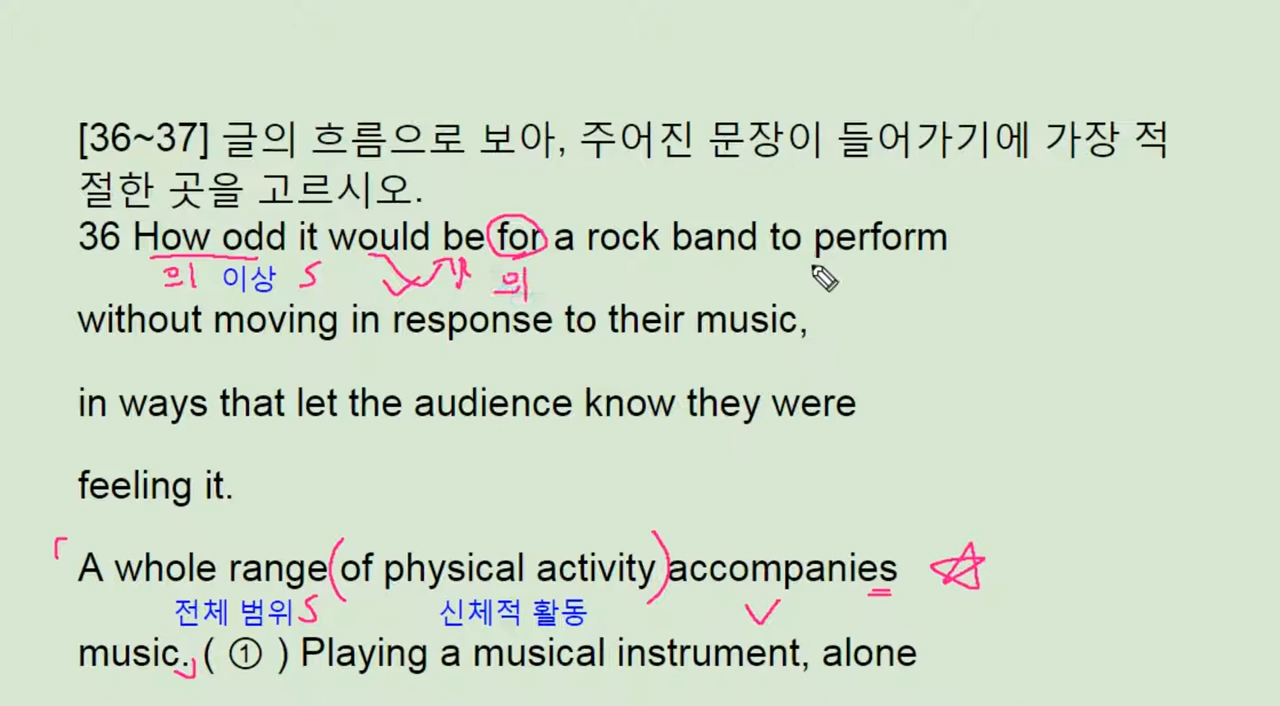 [36~37] 글의 흐름으로 보아, 주어진 문장이 들어가기에 가장 적
절한 곳을 고르시오.
36 How odd it would be for a rock band to perform
의 이상 S 의
without moving in response to their music,
in ways that let the audience know they were
feeling it.
A whole range (of physical activity) accompanies
전체 범위 S 신체적 활동
music. ( ① ) Playing a musical instrument, alone